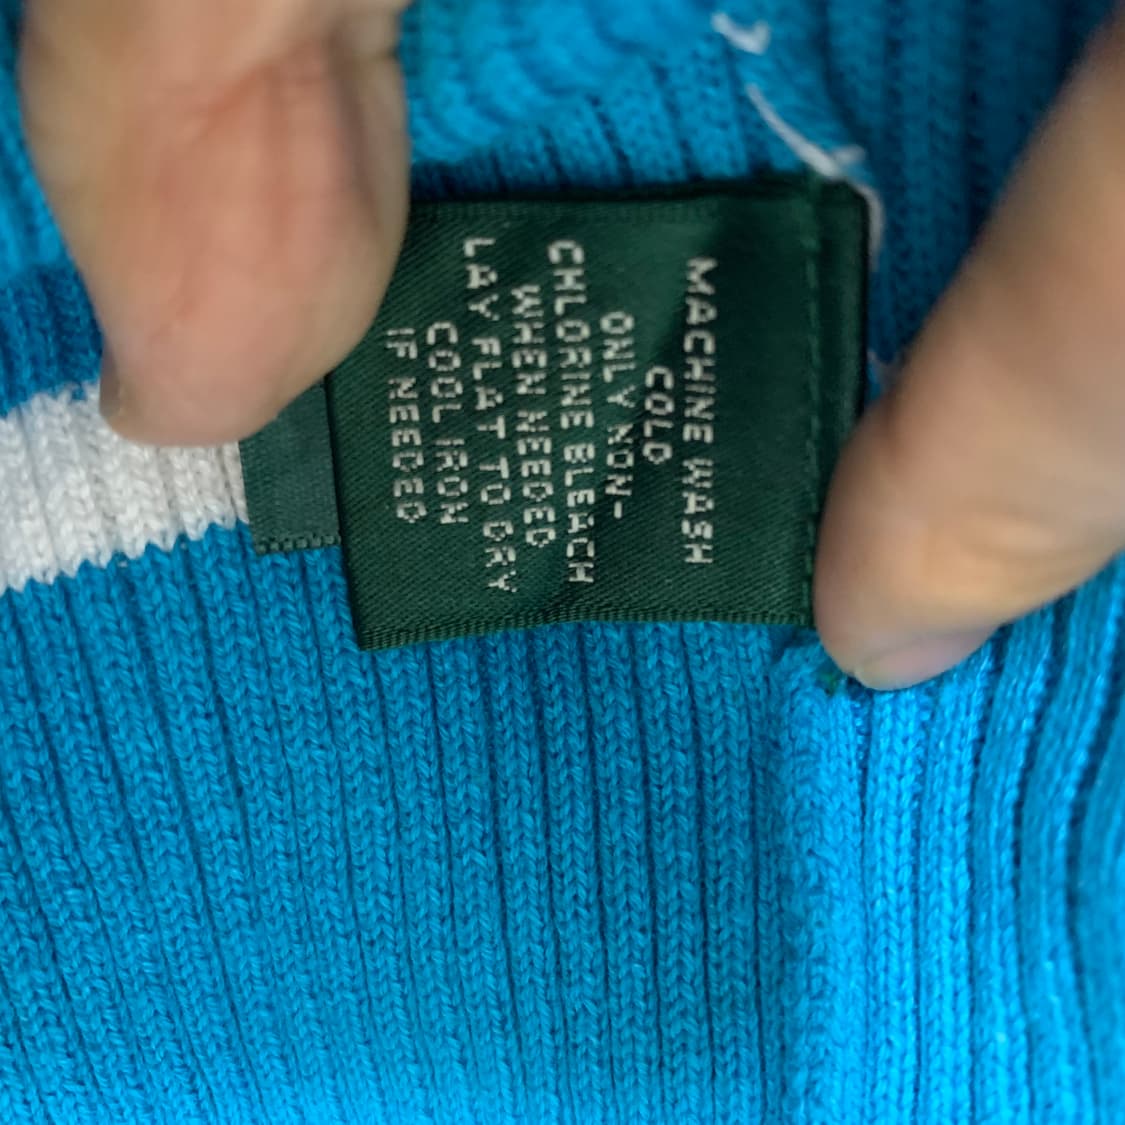 MACHINE WASH
COLD
ONLY NON-
CHLORINE BLEACH
WHEN NEEDED
LAY FLAT TO DRY
COOL IRON
IF NEEDED